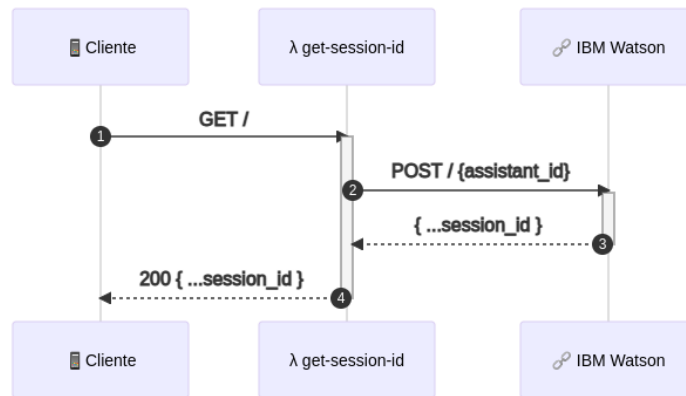 📱 Cliente
λ get-session-id
🔗 IBM Watson
GET /
1
POST / {assistant_id}
2
{ ...session_id }
3
200 { ...session_id }
4
📱 Cliente
λ get-session-id
🔗 IBM Watson